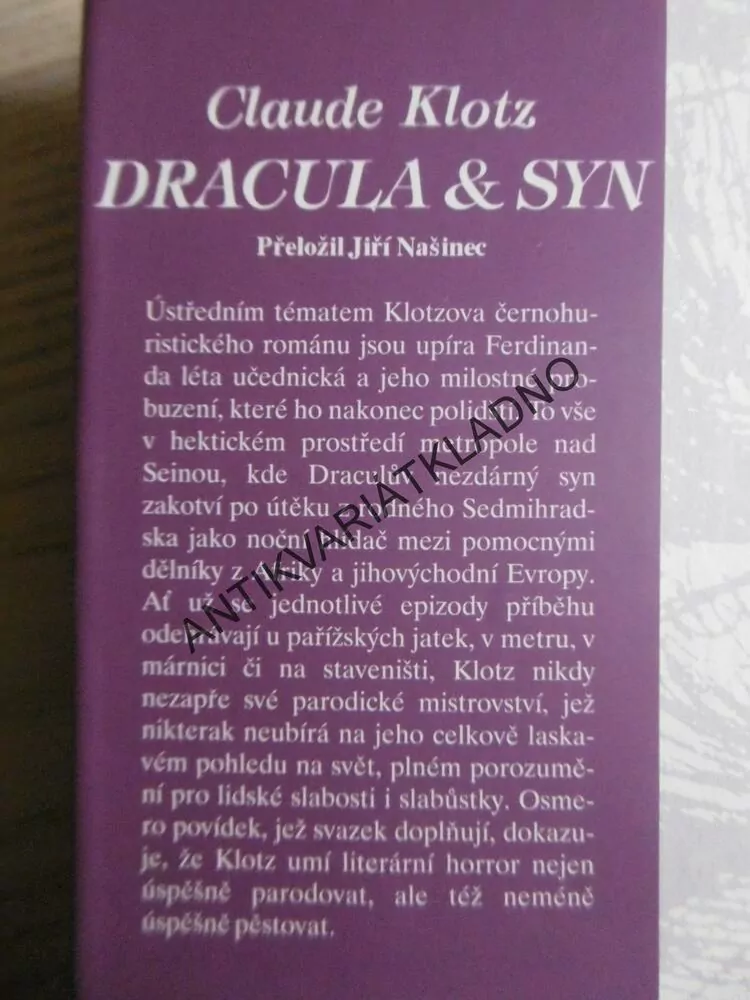 Claude Klotz
DRACULA & SYN
Přeložil Jiří Našinec
Ústředním tématem Klotzova černohu-
ristického románu jsou upíra Ferdinan-
da léta učednická a jeho milostné pro-
buzení, které ho nakonec polidští. To vše
v hektickém prostředí metropole nad
Seinou, kde Draculův nezdárný syn
zakotví po útěku z rodného Sedmihrad-
ska jako noční hlídač mezi pomocnými
dělníky z Afriky a jihovýchodní Evropy.
Ať už se jednotlivé epizody příběhu
odehrávají u pařížských jatek, v metru, v
márnici či na staveništi, Klotz nikdy
nezapře své parodické mistrovství, jež
nikterak neubírá na jeho celkově laska-
vém pohledu na svět, plném porozumě-
ní pro lidské slabosti i slabůstky. Osme-
ro povídek, jež svazek doplňují, dokazu-
je, že Klotz umí literární horror nejen
úspěšně parodovat, ale též neméně
úspěšně pěstovat.
ANTIKVARIATKLADNO